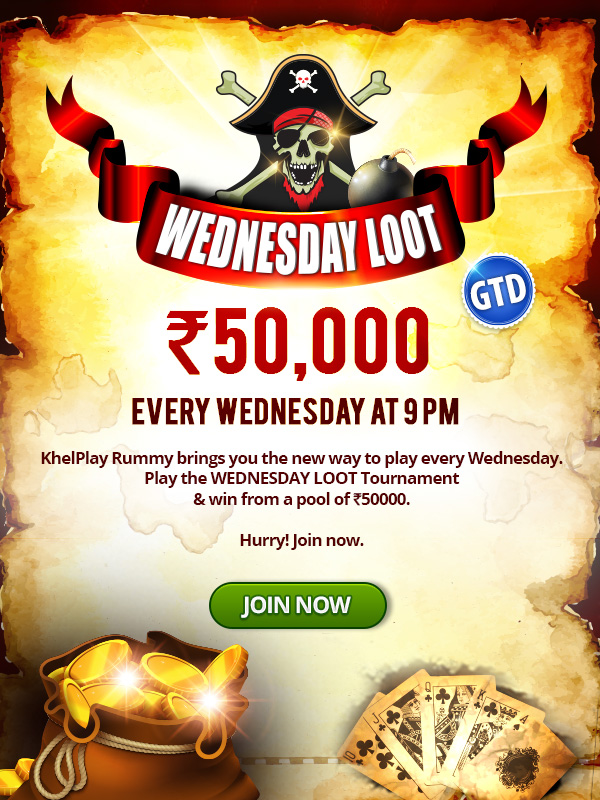 WEDNESDAY LOOT
GTD
₹50,000
EVERY WEDNESDAY AT 9 PM
KhelPlay Rummy brings you the new way to play every Wednesday.
Play the WEDNESDAY LOOT Tournament
& win from a pool of ₹50000.
Hurry! Join now.
JOIN NOW
10
J
Q
K
A